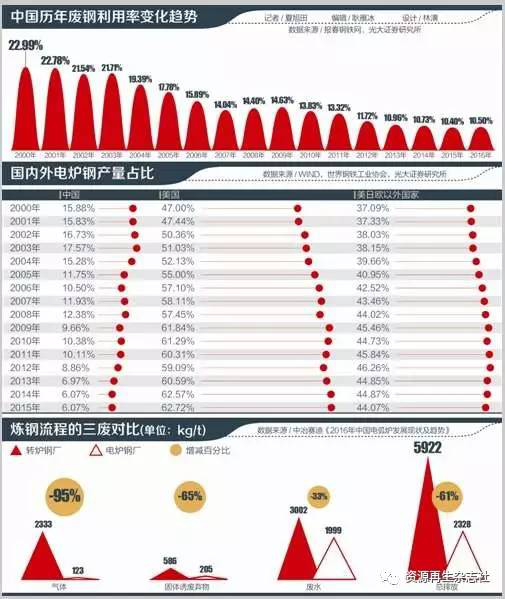 中国历年废钢利用率变化趋势
记者 / 夏旭田 编辑 / 耿雁冰 设计 / 林潢
数据来源 / 报春钢铁网，光大证券研究所
22.99% 22.78% 21.54% 21.71% 19.39% 17.78% 15.89% 14.04% 14.40% 14.63% 13.83% 13.32% 11.72% 10.96% 10.73% 10.40% 10.50%
2000年 2001年 2002年 2003年 2004年 2005年 2006年 2007年 2008年 2009年 2010年 2011年 2012年 2013年 2014年 2015年 2016年
国内外电炉钢产量占比
数据来源 / WIND，世界钢铁工业协会，光大证券研究所
中国 美国 美日欧以外国家
2000年 15.88% 47.00% 37.09%
2001年 15.83% 47.44% 37.33%
2002年 16.73% 50.36% 38.03%
2003年 17.57% 51.03% 38.15%
2004年 15.28% 52.13% 39.66%
2005年 11.75% 55.00% 40.95%
2006年 10.50% 57.10% 42.52%
2007年 11.93% 58.11% 43.46%
2008年 12.38% 57.45% 44.02%
2009年 9.66% 61.84% 45.46%
2010年 10.38% 61.29% 44.73%
2011年 10.11% 60.31% 45.84%
2012年 8.86% 59.09% 46.26%
2013年 6.97% 60.59% 44.85%
2014年 6.07% 62.57% 44.87%
2015年 6.07% 62.72% 44.07%
炼钢流程的三废对比(单位：kg/t)
数据来源 / 中冶赛迪《2016年中国电弧炉发展现状及趋势》
转炉钢厂 电炉钢厂 增减百分比
-95% -65% -33% -61%
2333 123 586 205 3002 1999 5922 2328
气体 固体诱废弃物 废水 总排放
资源再生杂志社